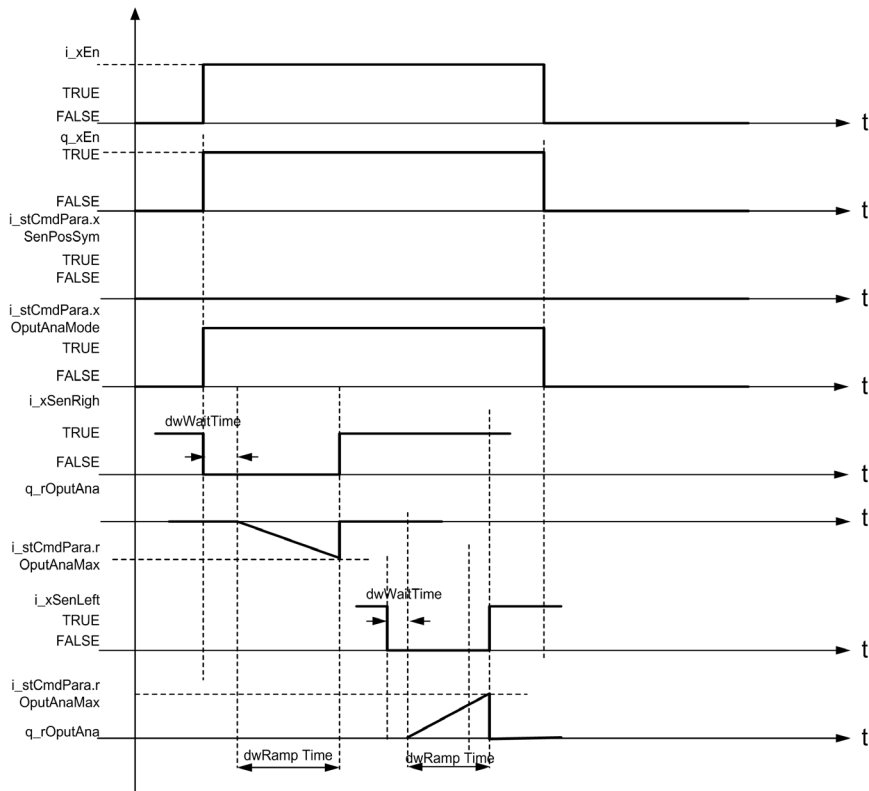 i_xEn
TRUE
FALSE
t
q_xEn
TRUE
FALSE
t
i_stCmdPara.x
SenPosSym
TRUE
FALSE
t
i_stCmdPara.x
OputAnaMode
TRUE
FALSE
t
i_xSenRigh
dwWaitTime
TRUE
FALSE
t
q_rOputAna
t
i_stCmdPara.r
OputAnaMax
dwWaitTime
i_xSenLeft
TRUE
FALSE
t
i_stCmdPara.r
OputAnaMax
q_rOputAna
t
dwRamp Time
dwRamp Time